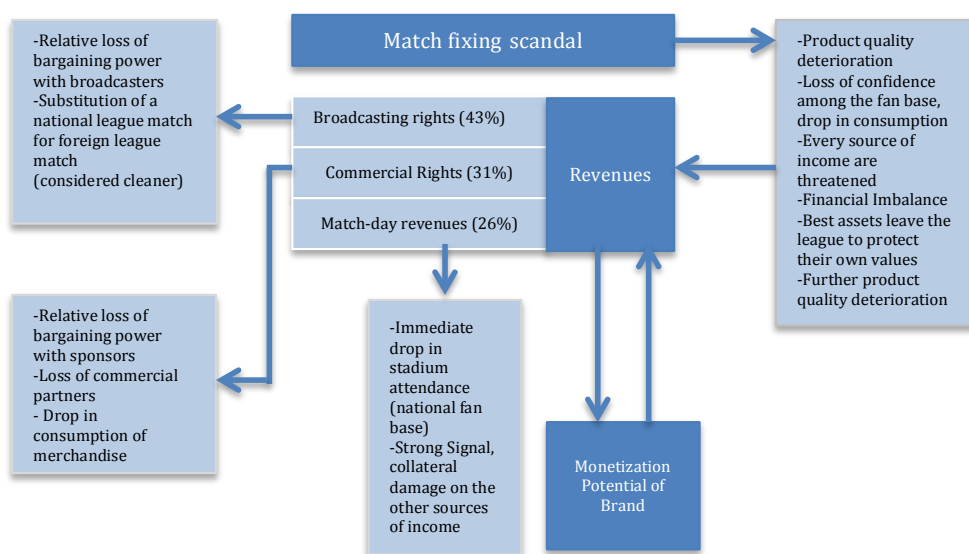 Match fixing scandal
-Relative loss of
bargaining power
with broadcasters
-Substitution of a
national league match
for foreign league
match
(considered cleaner)
Broadcasting rights (43%)
Commercial Rights (31%)
Match-day revenues (26%)
Revenues
-Product quality
deterioration
-Loss of confidence
among the fan base,
drop in consumption
-Every source of
income are
threatened
-Financial Imbalance
-Best assets leave the
league to protect
their own values
-Further product
quality deterioration
-Relative loss of
bargaining power
with sponsors
-Loss of commercial
partners
- Drop in
consumption of
merchandise
-Immediate
drop in
stadium
attendance
(national fan
base)
-Strong Signal,
collateral
damage on the
other sources
of income
Monetization
Potential of
Brand